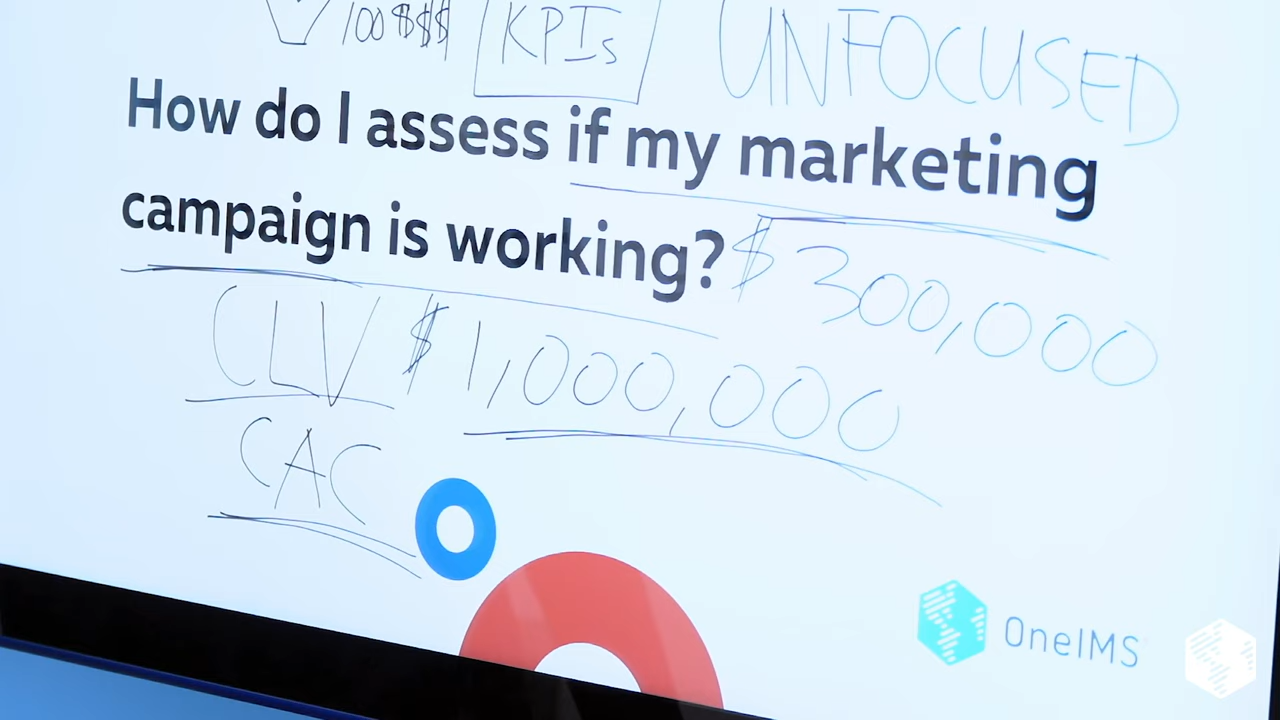 100 $$$ KPIs UNFOCUSED
How do I assess if my marketing
campaign is working?
$300,000
CLV $1,000,000
CAC
OneIMS